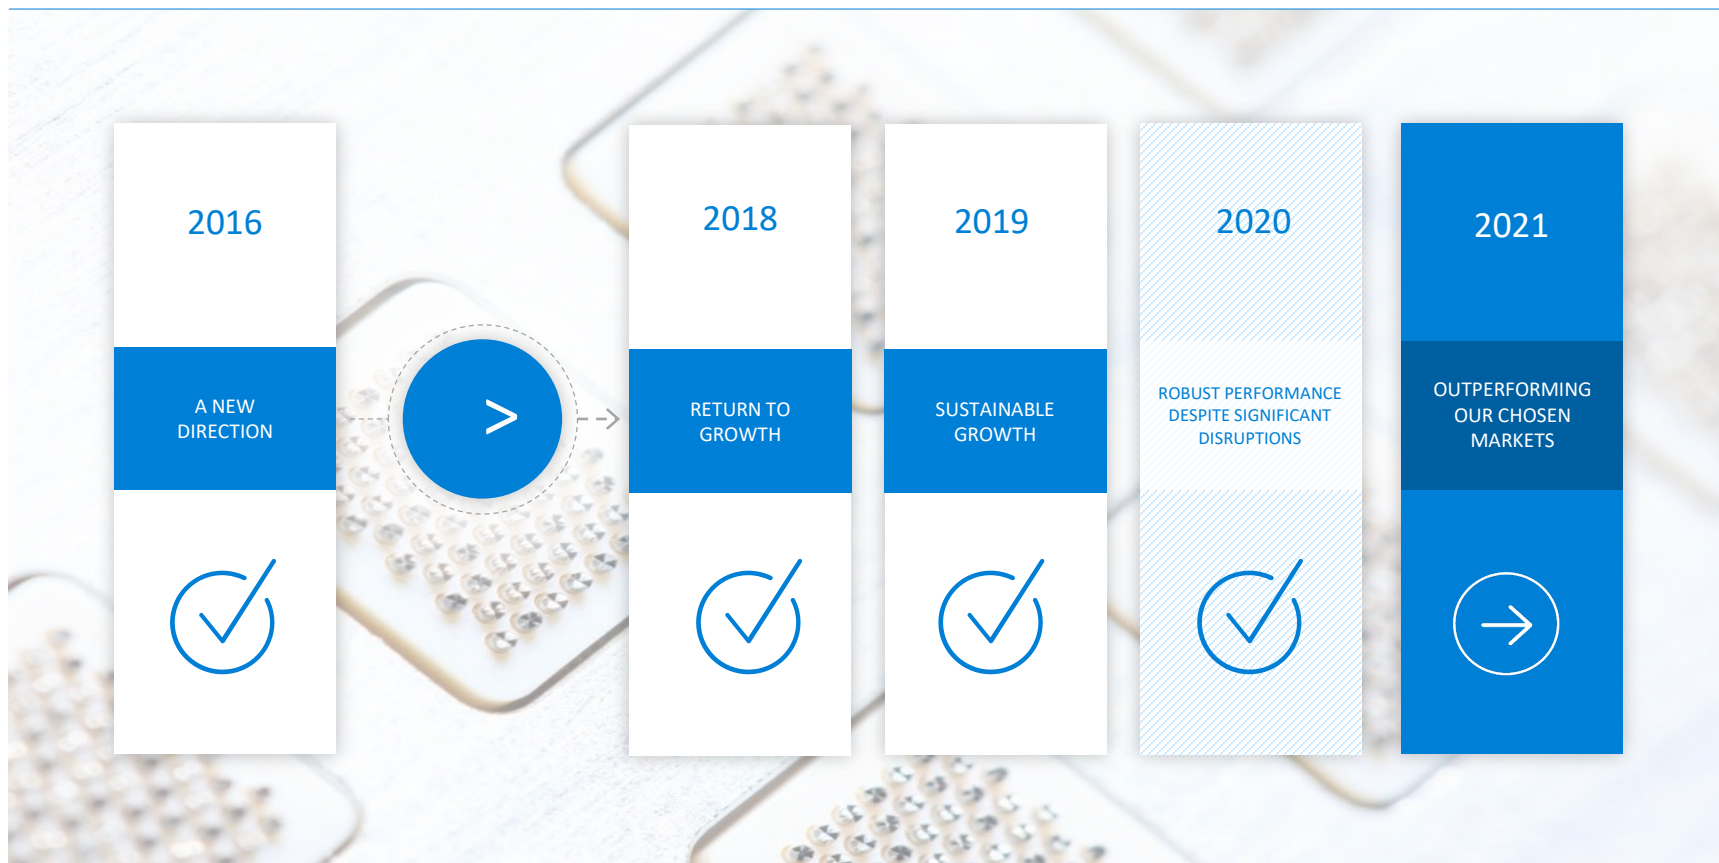 2016
A NEW
DIRECTION
>
2018
RETURN TO
GROWTH
2019
SUSTAINABLE
GROWTH
2020
ROBUST PERFORMANCE
DESPITE SIGNIFICANT
DISRUPTIONS
2021
OUTPERFORMING
OUR CHOSEN
MARKETS